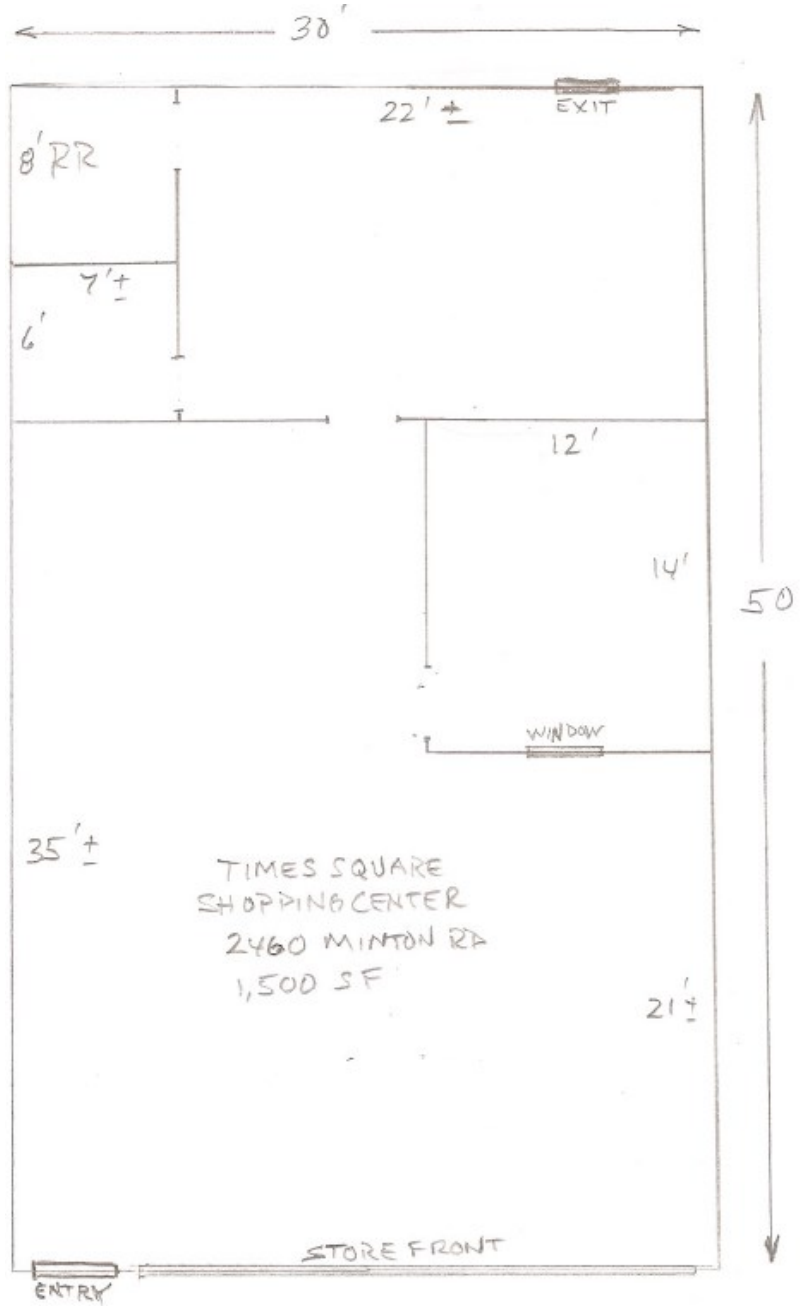 30'
22' ±
EXIT
8' RR
7' ±
6'
12'
14'
50
WINDOW
35' ±
TIMES SQUARE
SHOPPING CENTER
2460 MINTON RD
1,500 SF
21' ±
STORE FRONT
ENTRY